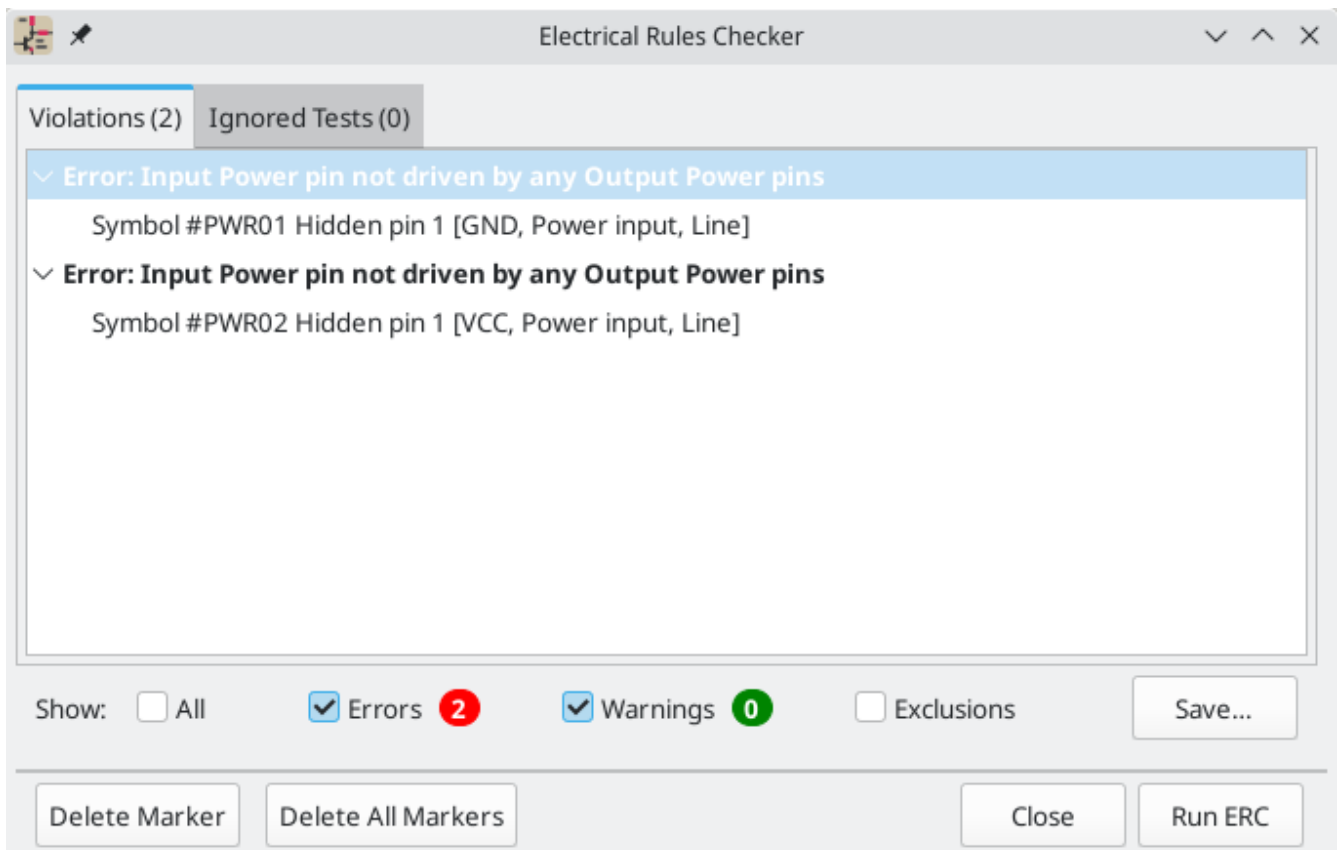 Electrical Rules Checker
Violations (2) Ignored Tests (0)
Error: Input Power pin not driven by any Output Power pins
Symbol #PWR01 Hidden pin 1 [GND, Power input, Line]
Error: Input Power pin not driven by any Output Power pins
Symbol #PWR02 Hidden pin 1 [VCC, Power input, Line]
Show: All Errors 2 Warnings 0 Exclusions Save...
Delete Marker Delete All Markers Close Run ERC